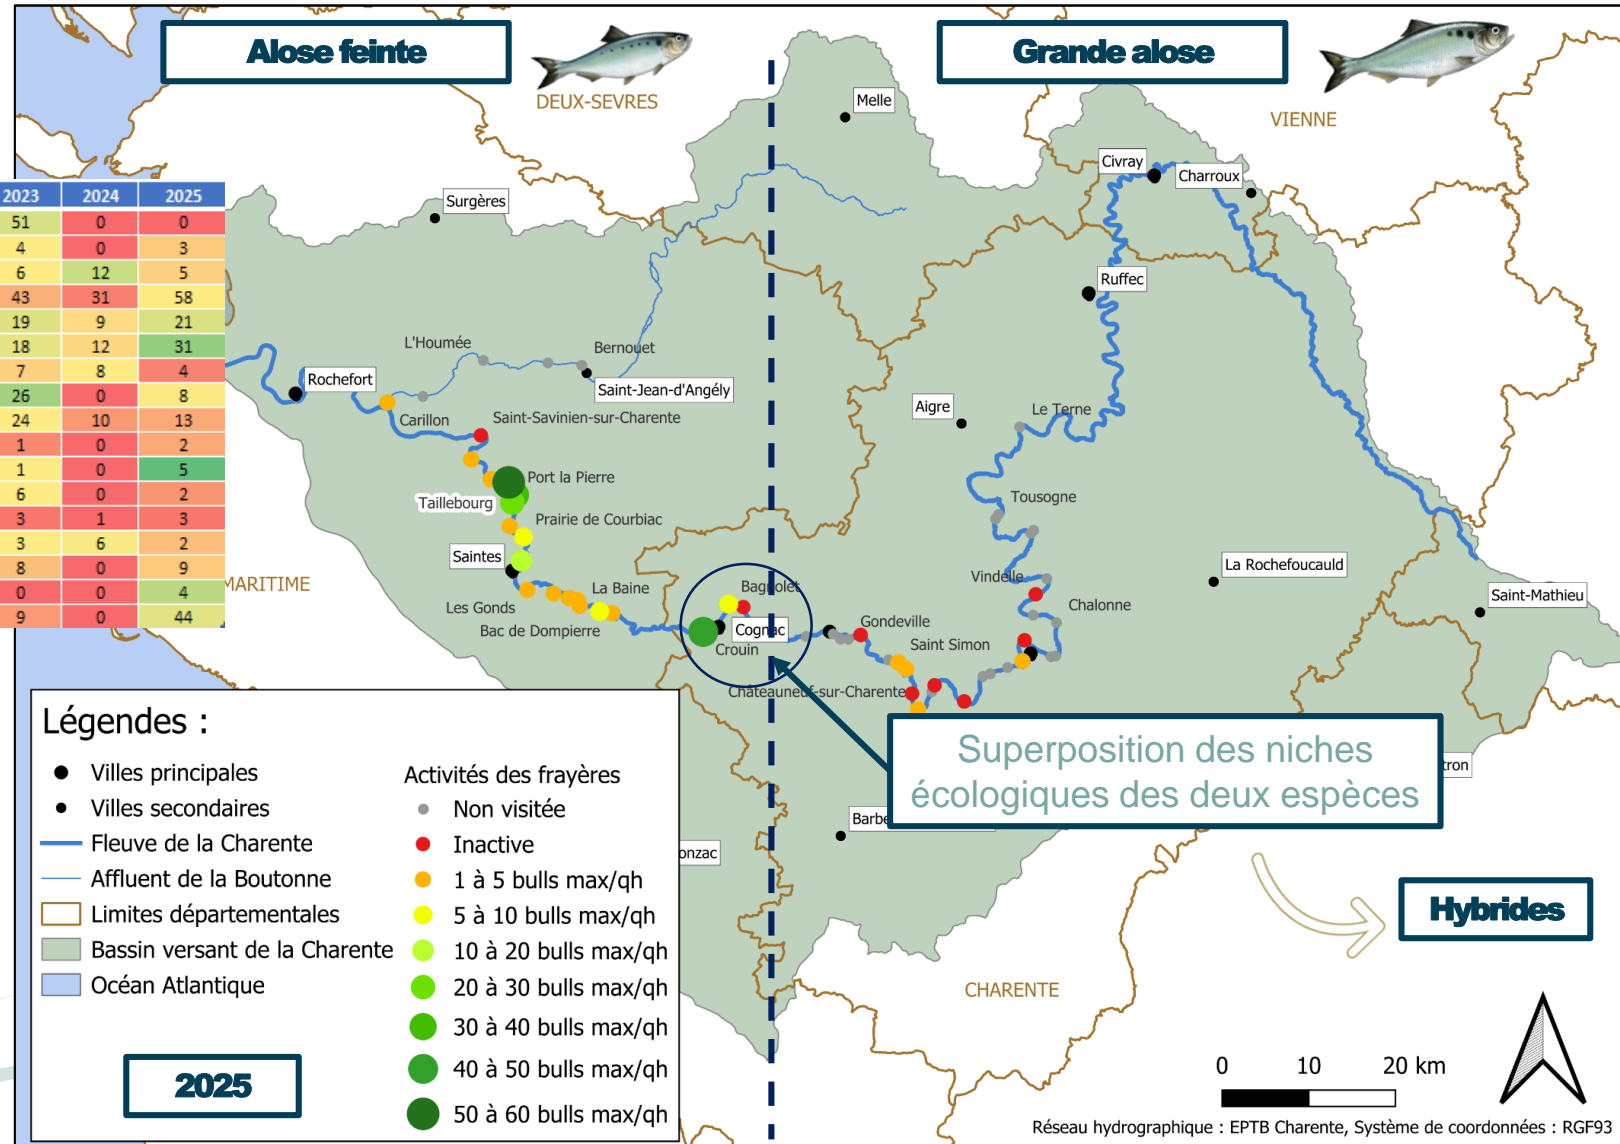 Alose feinte
Grande alose
DEUX-SEVRES
VIENNE
Melle
Civray
Charroux
Surgères
2023 2024 2025
51 0 0
4 0 3
6 12 5
43 31 58
19 9 21
18 12 31
7 8 4
26 0 8
24 10 13
1 0 2
1 0 5
6 0 2
3 1 3
3 6 2
8 0 9
0 0 4
9 0 44
Ruffec
L'Houmée
Bernouet
Rochefort
Saint-Jean-d'Angély
Carillon
Saint-Savinien-sur-Charente
Aigre
Le Terne
Port la Pierre
Taillebourg
Prairie de Courbiac
Tousogne
Saintes
MARITIME
La Baine
Les Gonds
Bac de Dompierre
Bagnolet
Cognac
Crouin
Vindelle
Chalonne
La Rochefoucauld
Saint-Mathieu
Gondeville
Saint Simon
Châteauneuf-sur-Charente
Superposition des niches
écologiques des deux espèces
tron
Barbe
onzac
Hybrides
CHARENTE
Légendes :
Villes principales
Villes secondaires
Fleuve de la Charente
Affluent de la Boutonne
Limites départementales
Bassin versant de la Charente
Océan Atlantique
Activités des frayères
Non visitée
Inactive
1 à 5 bulls max/qh
5 à 10 bulls max/qh
10 à 20 bulls max/qh
20 à 30 bulls max/qh
30 à 40 bulls max/qh
40 à 50 bulls max/qh
50 à 60 bulls max/qh
2025
0 10 20 km
Réseau hydrographique : EPTB Charente, Système de coordonnées : RGF93